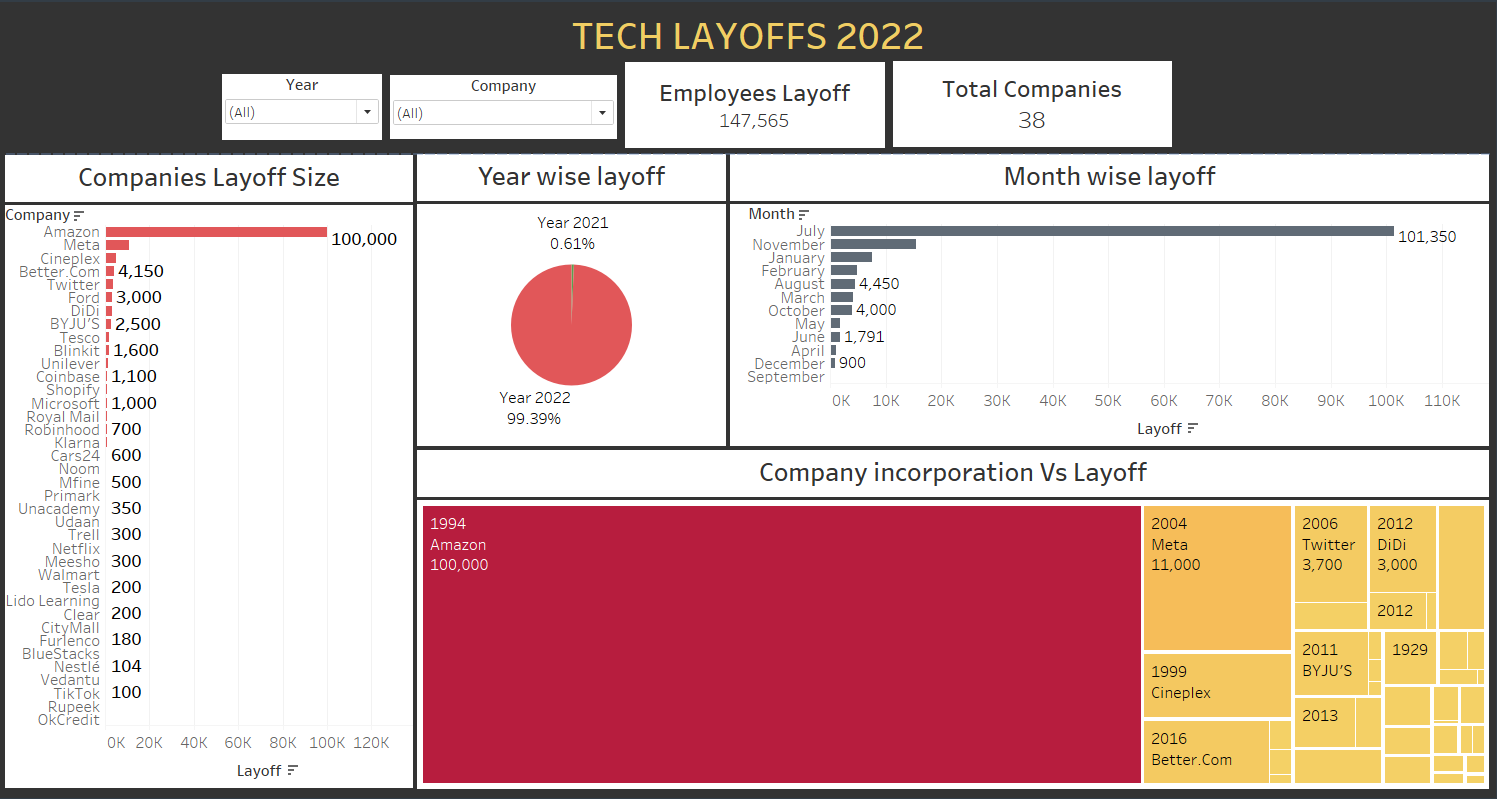 TECH LAYOFFS 2022
Year
(All)
Company
(All)
Employees Layoff
147,565
Total Companies
38
Companies Layoff Size
Company
Amazon 100,000
Meta
Cineplex
Better.Com 4,150
Twitter
Ford 3,000
DiDi
BYJU'S 2,500
Tesco
Blinkit 1,600
Unilever
Coinbase 1,100
Shopify
Microsoft 1,000
Royal Mail
Robinhood 700
Klarna
Cars24 600
Noom
Mfine 500
Primark
Unacademy 350
Udaan
Trell 300
Netflix
Meesho 300
Walmart
Tesla 200
Lido Learning
Clear 200
CityMall
Furlenco 180
BlueStacks
Nestlé 104
Vedantu
TikTok 100
Rupeek
OkCredit
0K 20K 40K 60K 80K 100K 120K
Layoff
Year wise layoff
Year 2021
0.61%
Year 2022
99.39%
Month wise layoff
Month
July 101,350
November
January
February
August 4,450
March
October 4,000
May
June 1,791
April
December 900
September
0K 10K 20K 30K 40K 50K 60K 70K 80K 90K 100K 110K
Layoff
Company incorporation Vs Layoff
1994
Amazon
100,000
2004
Meta
11,000
1999
Cineplex
2016
Better.Com
2006
Twitter
3,700
2012
DiDi
3,000
2012
2011
BYJU'S
1929
2013